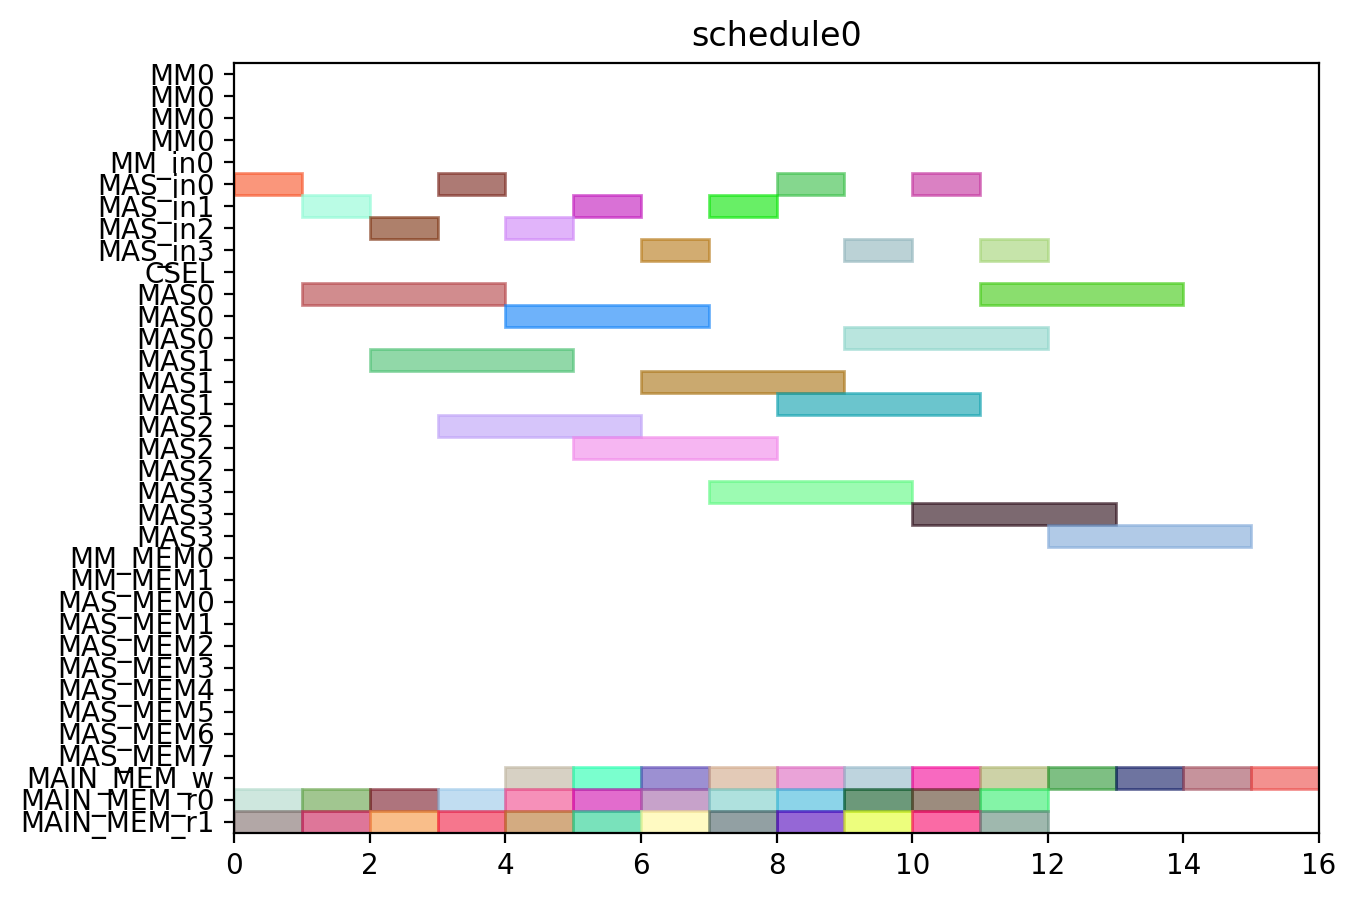 schedule0
MM0
MM0
MM0
MM0
MM_in0
MAS_in0
MAS_in1
MAS_in2
MAS_in3
CSEL
MAS0
MAS0
MAS0
MAS1
MAS1
MAS1
MAS2
MAS2
MAS2
MAS3
MAS3
MAS3
MM_MEM0
MM_MEM1
MAS_MEM0
MAS_MEM1
MAS_MEM2
MAS_MEM3
MAS_MEM4
MAS_MEM5
MAS_MEM6
MAS_MEM7
MAIN_MEM_w
MAIN_MEM_r0
MAIN_MEM_r1
0 2 4 6 8 10 12 14 16